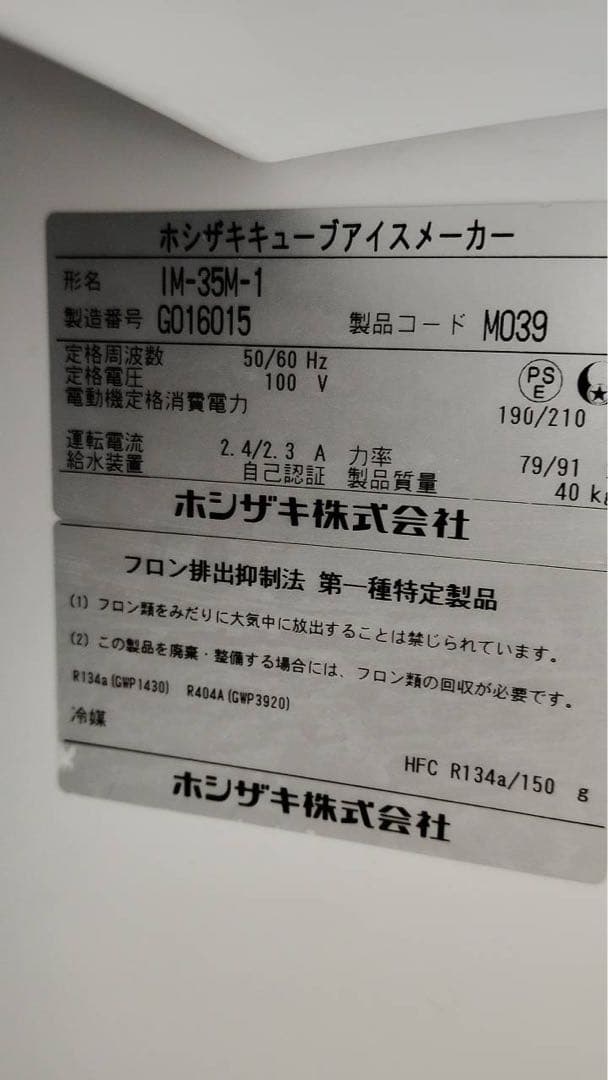 ホシザキキューブアイスメーカー
形名 IM-35M-1
製造番号 G016015 製品コード M039
定格周波数 50/60 Hz
定格電圧 100 V
電動機定格消費電力 190/210
PS
E
運転電流 2.4/2.3 A 力率 79/91
給水装置 自己認証 製品質量 40 kg
ホシザキ株式会社
フロン排出抑制法 第一種特定製品
(1) フロン類をみだりに大気中に放出することは禁じられています。
(2) この製品を廃棄・整備する場合には、フロン類の回収が必要です。
R134a(GWP1430) R404A(GWP3920)
冷媒 HFC R134a/150 g
ホシザキ株式会社